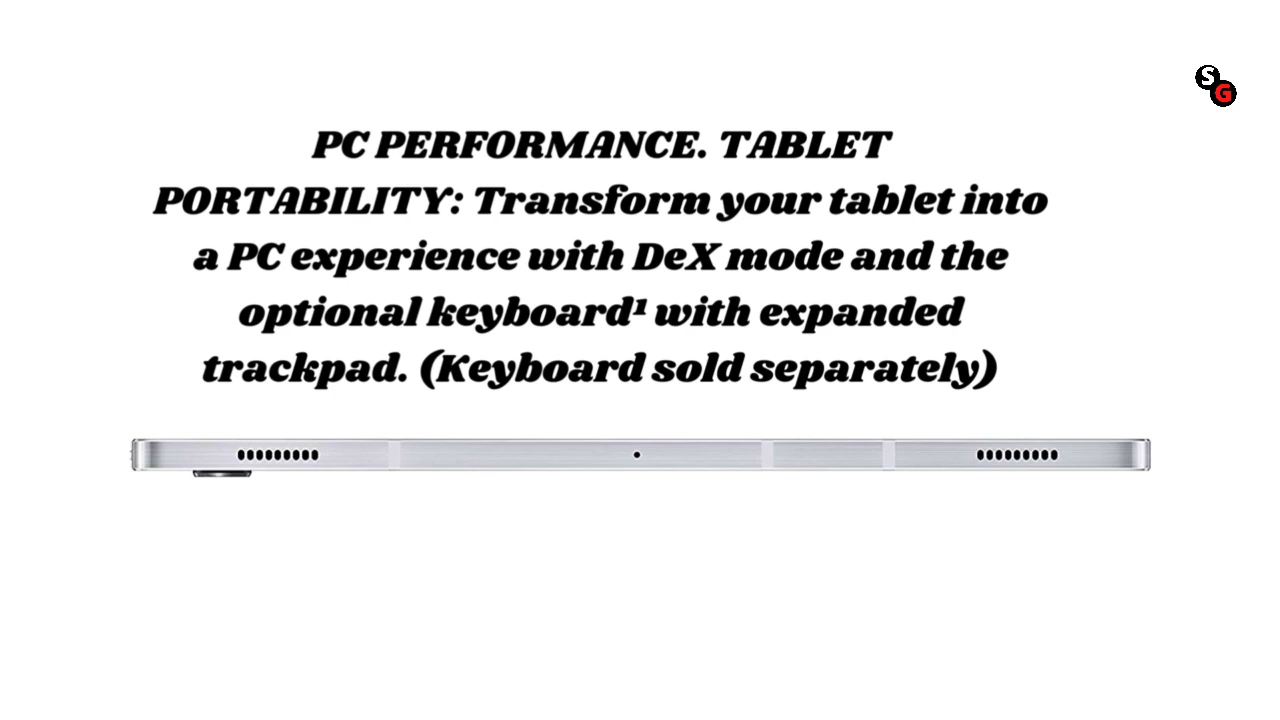 SG
PC PERFORMANCE. TABLET
PORTABILITY: Transform your tablet into
a PC experience with DeX mode and the
optional keyboard¹ with expanded
trackpad. (Keyboard sold separately)